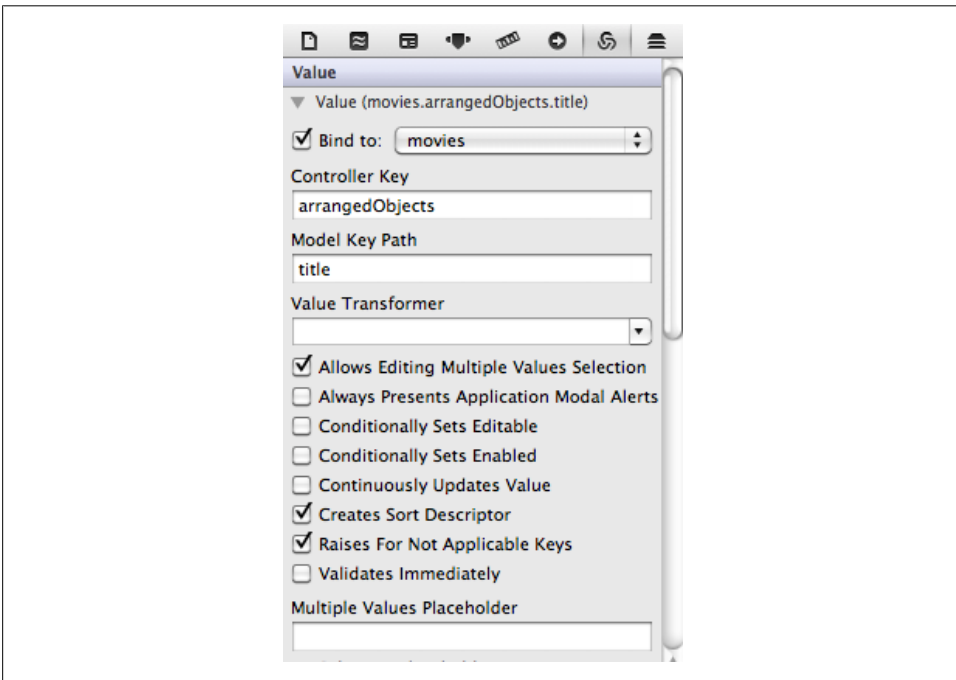 Value
Value (movies.arrangedObjects.title)
Bind to: movies
Controller Key
arrangedObjects
Model Key Path
title
Value Transformer
Allows Editing Multiple Values Selection
Always Presents Application Modal Alerts
Conditionally Sets Editable
Conditionally Sets Enabled
Continuously Updates Value
Creates Sort Descriptor
Raises For Not Applicable Keys
Validates Immediately
Multiple Values Placeholder